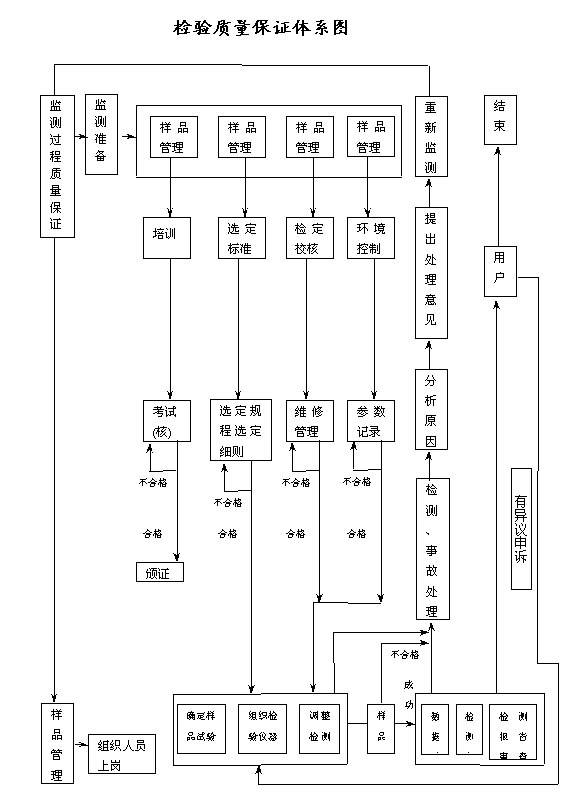 检验质量保证体系图
监测过程质量保证
监测准备
样品
管理
样品
管理
样品
管理
样品
管理
重新监测
结束
培训
选定
标准
检定
校核
环境
控制
提出处理意见
用户
考试
(核)
选定规
程选定
细则
维修
管理
参数
记录
分析原因
不合格
不合格
不合格
不合格
合格
合格
合格
合格
颁证
检测、事故处理
有异议申诉
不合格
成功
样品管理
组织人员
上岗
确定样
品试验
组织检
验仪器
调整
检测
样品
数据
检测
检测
报告
审查